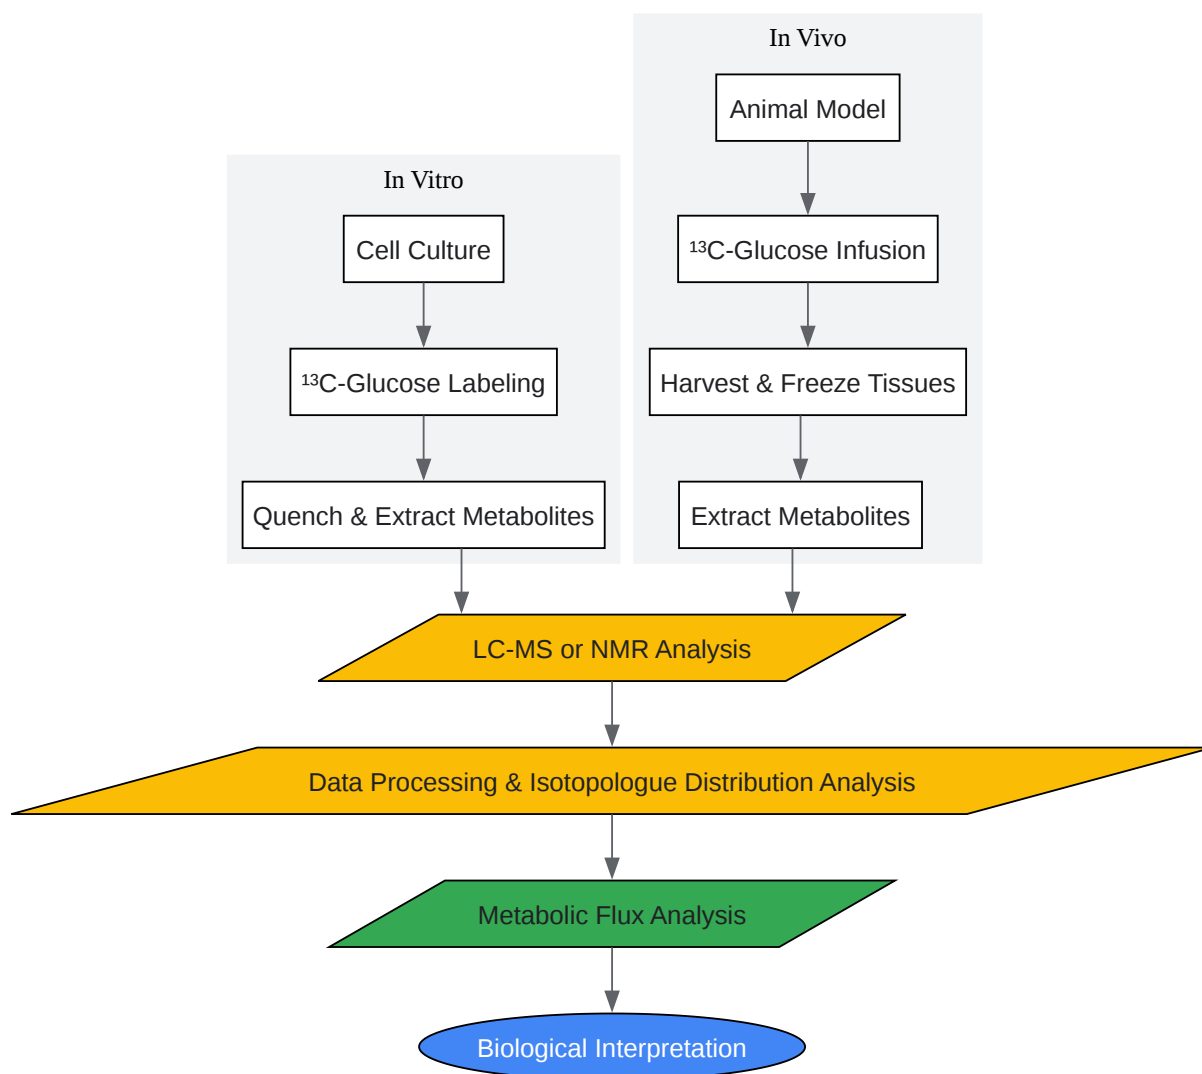 In Vitro
Cell Culture
¹³C-Glucose Labeling
Quench & Extract Metabolites
In Vivo
Animal Model
¹³C-Glucose Infusion
Harvest & Freeze Tissues
Extract Metabolites
LC-MS or NMR Analysis
Data Processing & Isotopologue Distribution Analysis
Metabolic Flux Analysis
Biological Interpretation